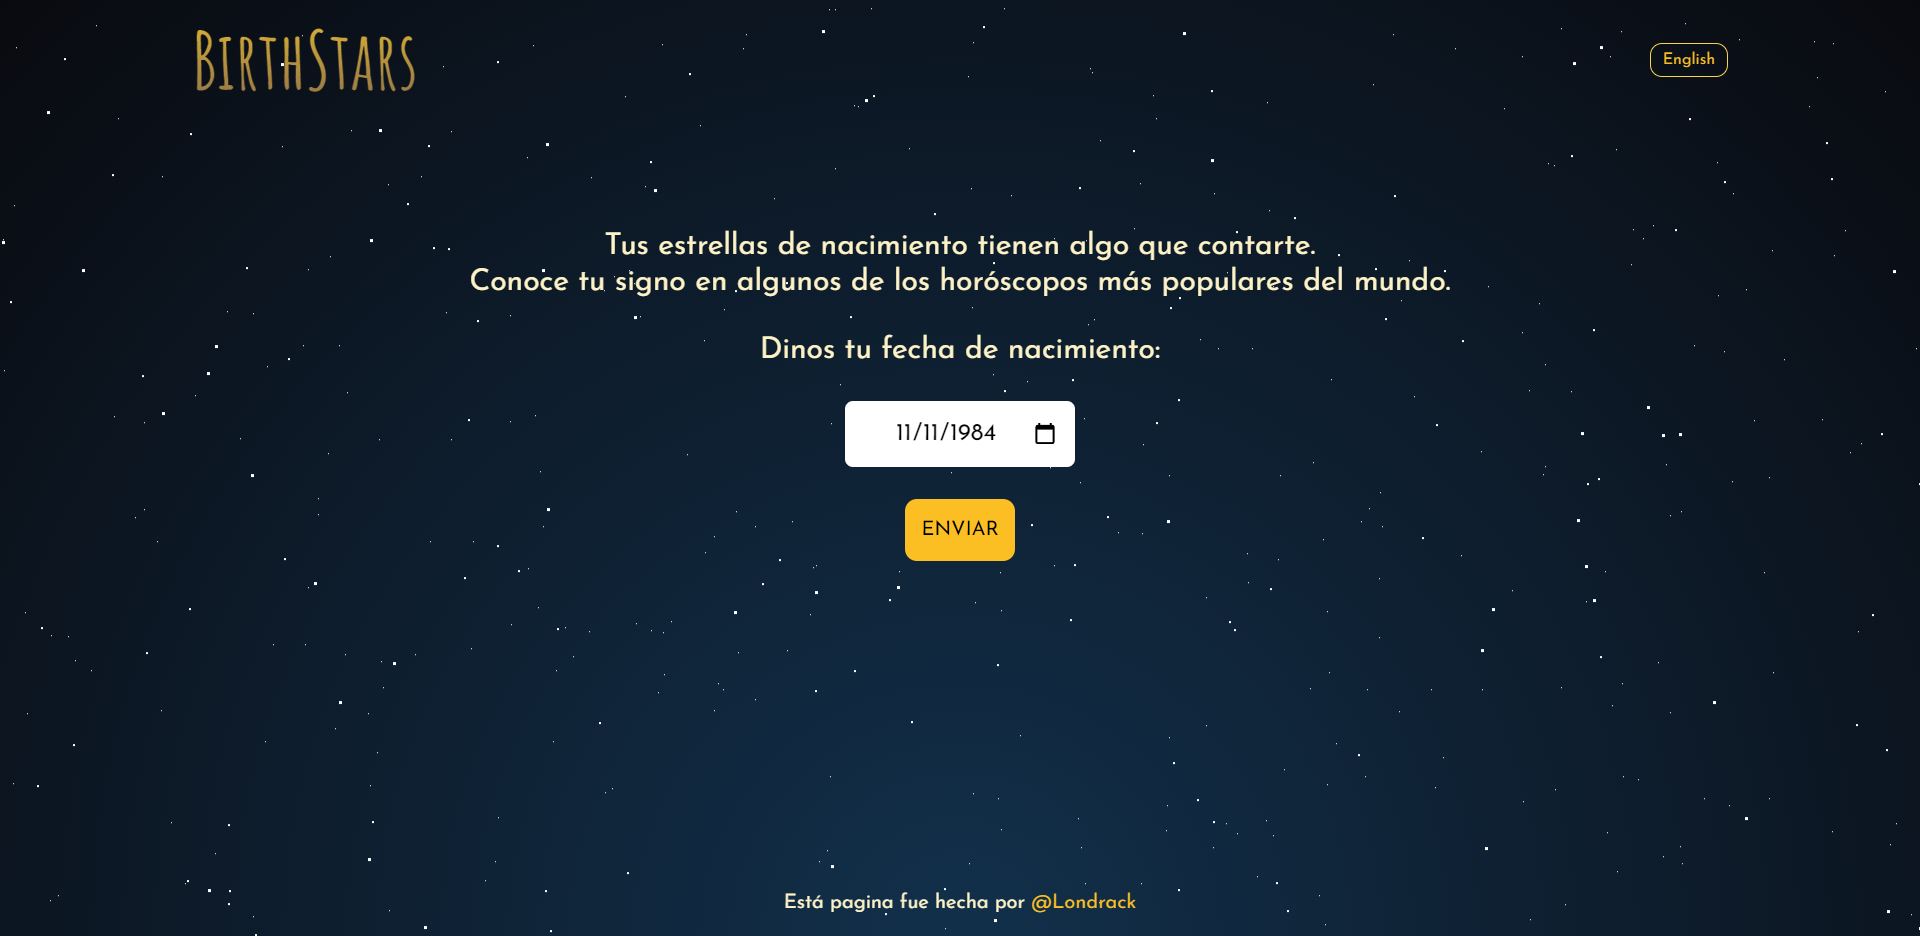 BIRTHSTARS
English
Tus estrellas de nacimiento tienen algo que contarte.
Conoce tu signo en algunos de los horóscopos más populares del mundo.
Dinos tu fecha de nacimiento:
11/11/1984
ENVIAR
Está pagina fue hecha por @Londrack